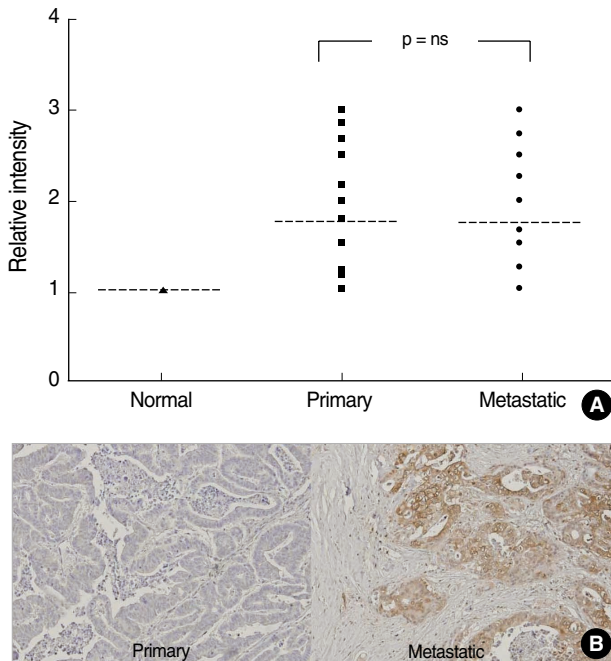 4
p = ns
3
Relative intensity
2
1
0
Normal Primary Metastatic A
Primary Metastatic B